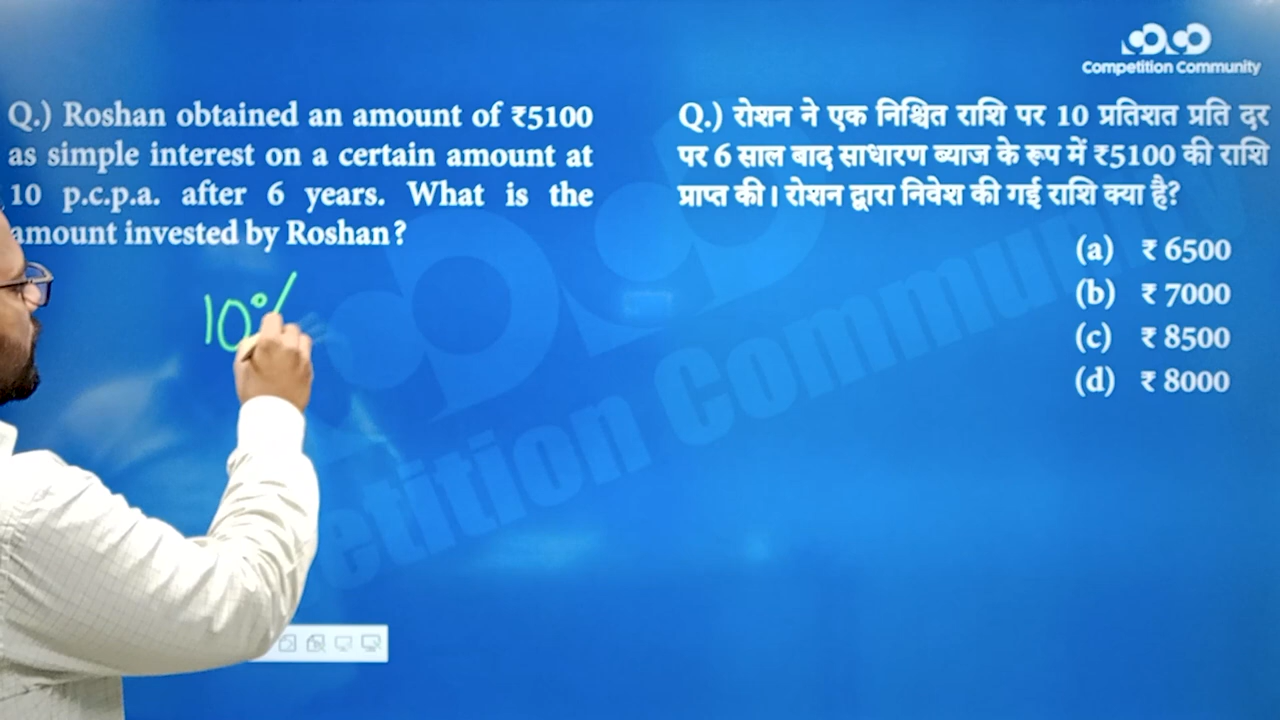 Competition Community
Q.) Roshan obtained an amount of ₹5100
as simple interest on a certain amount at
10 p.c.p.a. after 6 years. What is the
amount invested by Roshan?
10%
Q.) रोशन ने एक निश्चित राशि पर 10 प्रतिशत प्रति दर
पर 6 साल बाद साधारण ब्याज के रूप में ₹5100 की राशि
प्राप्त की। रोशन द्वारा निवेश की गई राशि क्या है?
(a) ₹ 6500
(b) ₹ 7000
(c) ₹ 8500
(d) ₹ 8000
etition Community